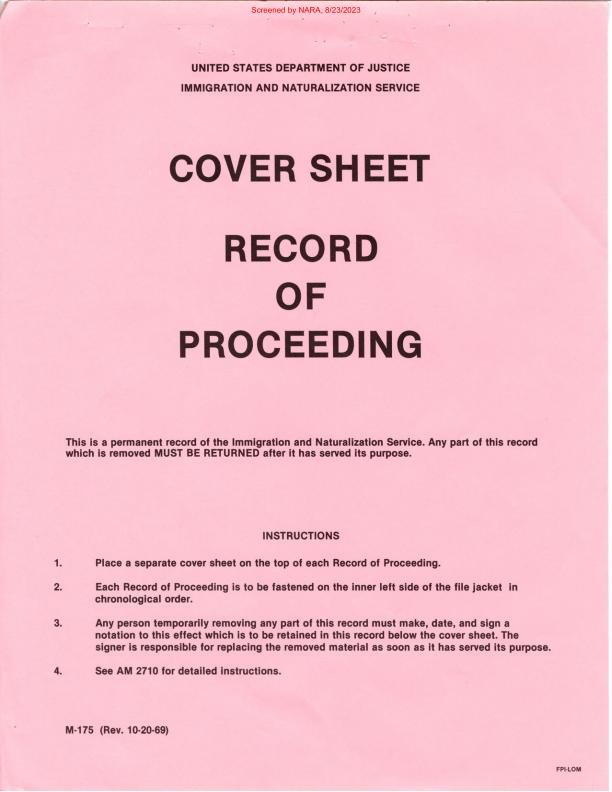 Screened by NARA, 8/23/2023
UNITED STATES DEPARTMENT OF JUSTICE
IMMIGRATION AND NATURALIZATION SERVICE
COVER SHEET
RECORD
OF
PROCEEDING
This is a permanent record of the Immigration and Naturalization Service. Any part of this record
which is removed MUST BE RETURNED after it has served its purpose.
INSTRUCTIONS
1. Place a separate cover sheet on the top of each Record of Proceeding.
2. Each Record of Proceeding is to be fastened on the inner left side of the file jacket in
chronological order.
3. Any person temporarily removing any part of this record must make, date, and sign a
notation to this effect which is to be retained in this record below the cover sheet. The
signer is responsible for replacing the removed material as soon as it has served its purpose.
4. See AM 2710 for detailed instructions.
M-175 (Rev. 10-20-69)
FPI-LOM